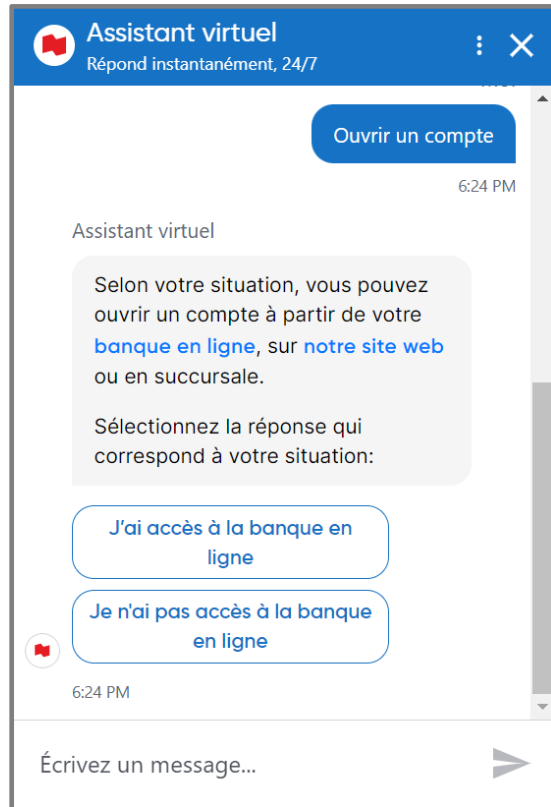 Assistant virtuel
Répond instantanément, 24/7
Ouvrir un compte
6:24 PM
Assistant virtuel
Selon votre situation, vous pouvez
ouvrir un compte à partir de votre
banque en ligne, sur notre site web
ou en succursale.
Sélectionnez la réponse qui
correspond à votre situation:
J'ai accès à la banque en
ligne
Je n'ai pas accès à la banque
en ligne
6:24 PM
Écrivez un message...